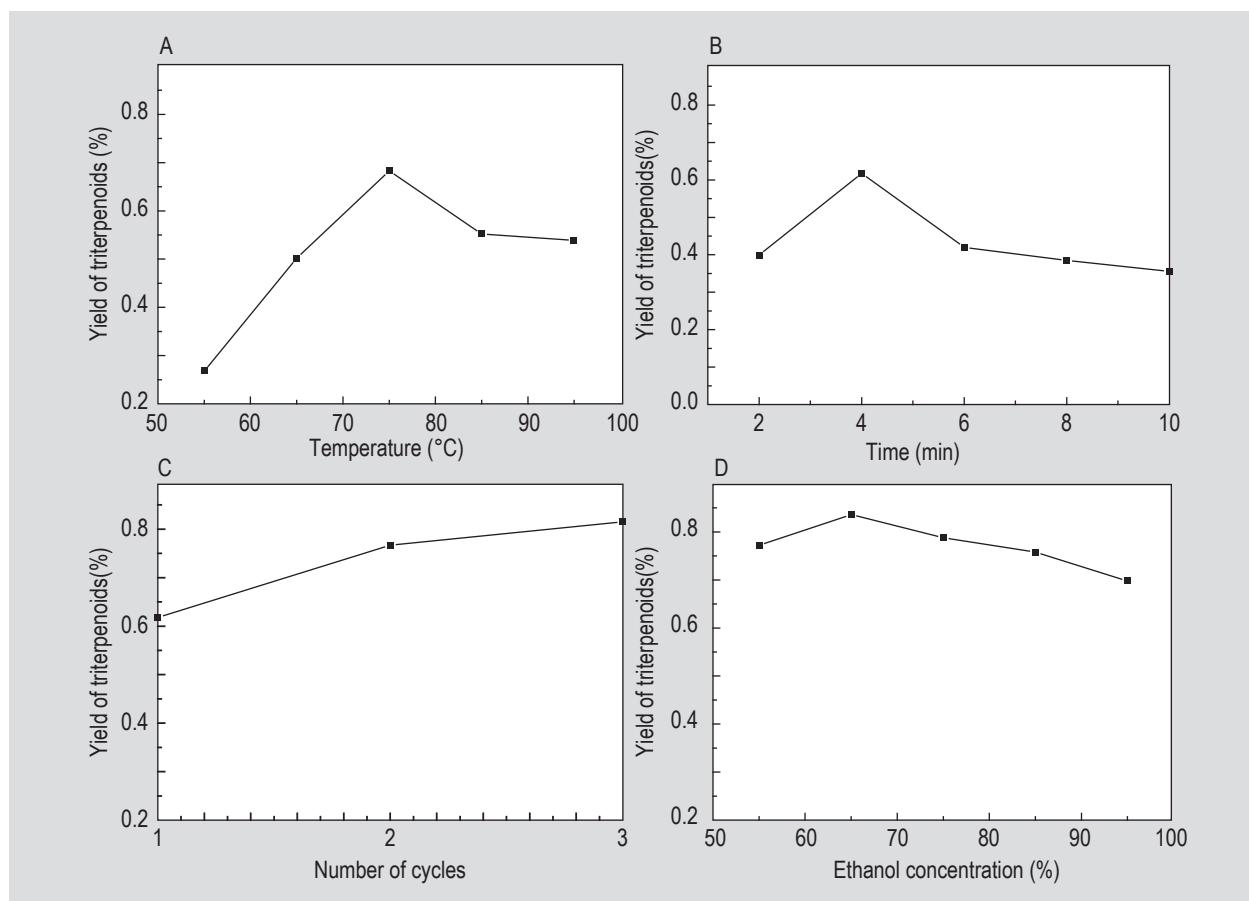 A
Yield of triterpenoids (%)
0.8
0.6
0.4
0.2
50 60 70 80 90 100
Temperature (°C)
B
Yield of triterpenoids(%)
0.8
0.6
0.4
0.2
0.0
2 4 6 8 10
Time (min)
C
Yield of triterpenoids(%)
0.8
0.6
0.4
0.2
1 2 3
Number of cycles
D
Yield of triterpenoids(%)
0.8
0.6
0.4
0.2
50 60 70 80 90 100
Ethanol concentration (%)